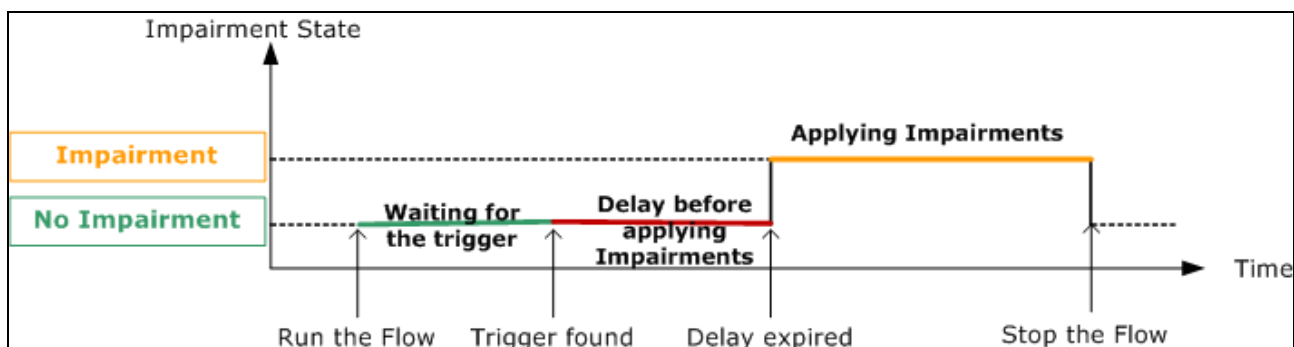 Impairment State
Applying Impairments
Impairment
No Impairment
Waiting for
the trigger
Delay before
applying
Impairments
Time
Run the Flow
Trigger found
Delay expired
Stop the Flow